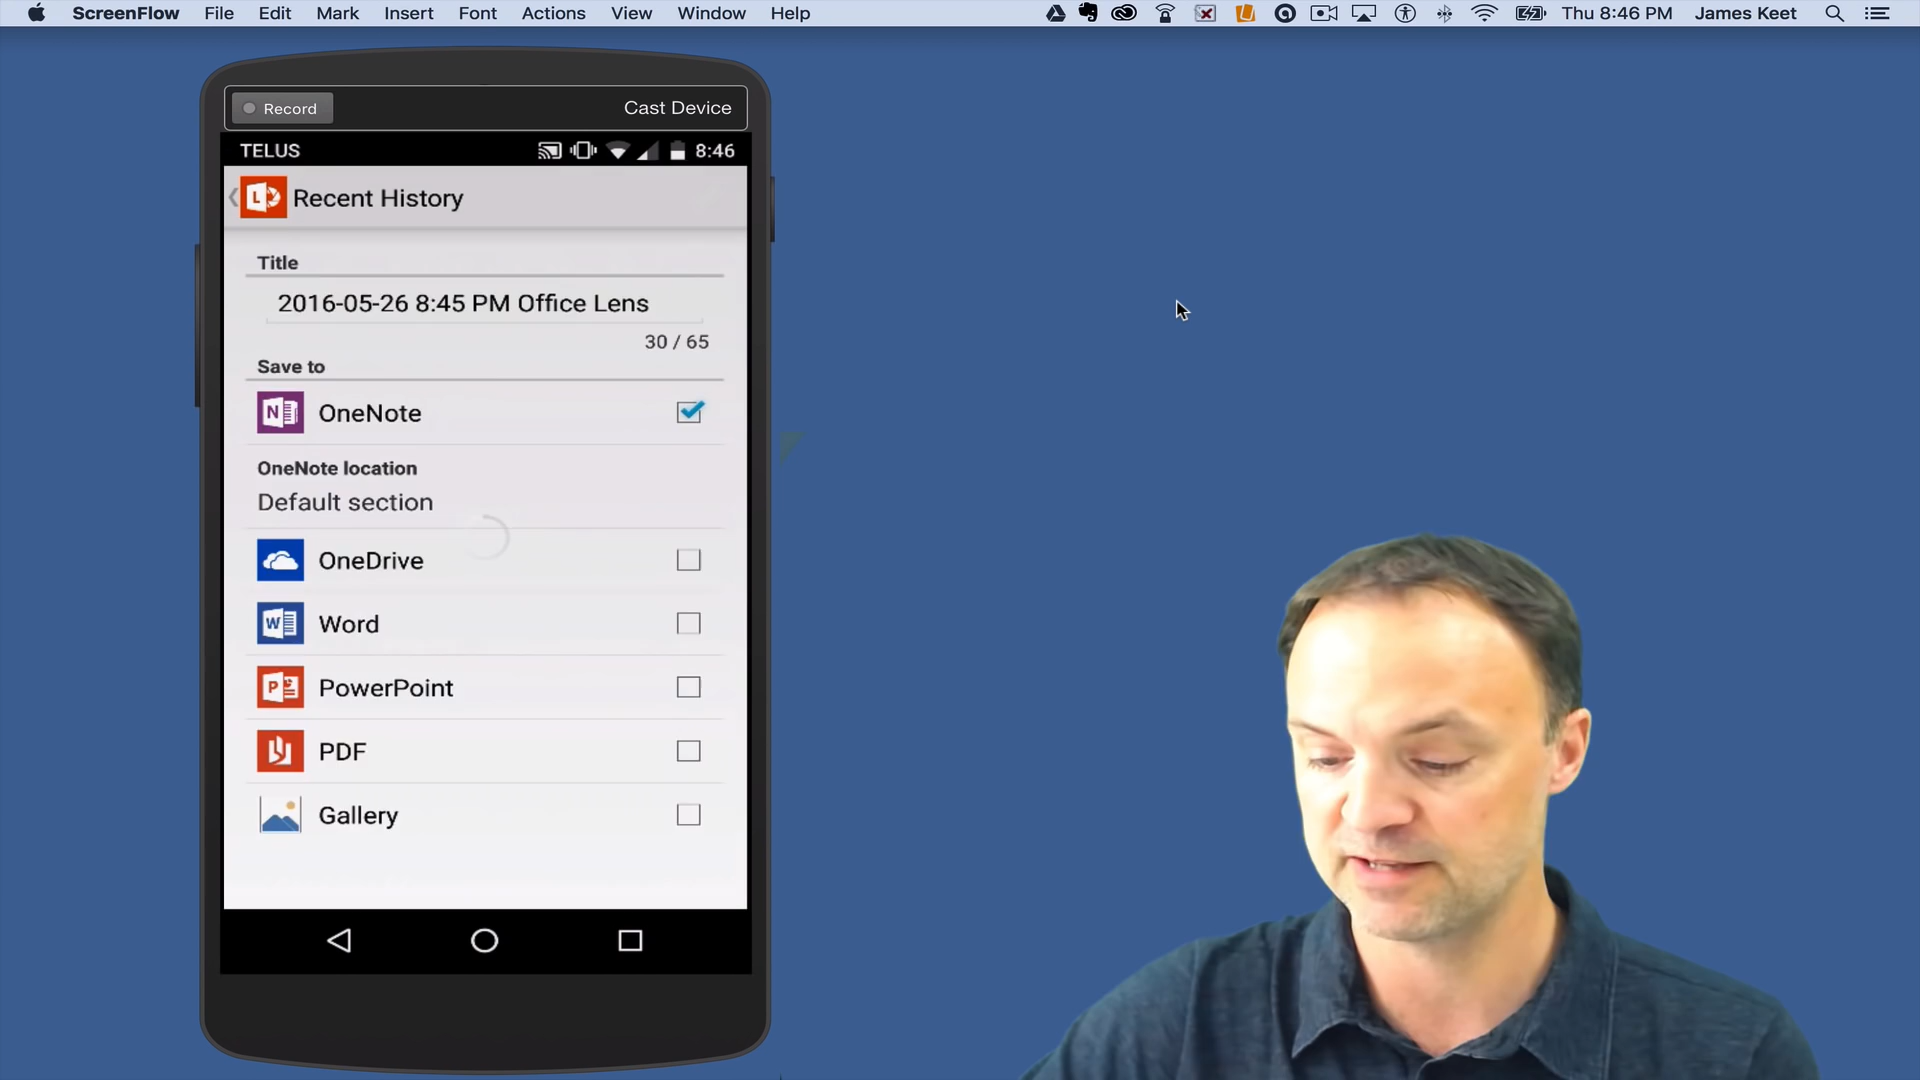 ScreenFlow File Edit Mark Insert Font Actions View Window Help Thu 8:46 PM James Keet
Record Cast Device
TELUS 8:46
Recent History
Title
2016-05-26 8:45 PM Office Lens
30 / 65
Save to
OneNote
OneNote location
Default section
OneDrive
Word
PowerPoint
PDF
Gallery